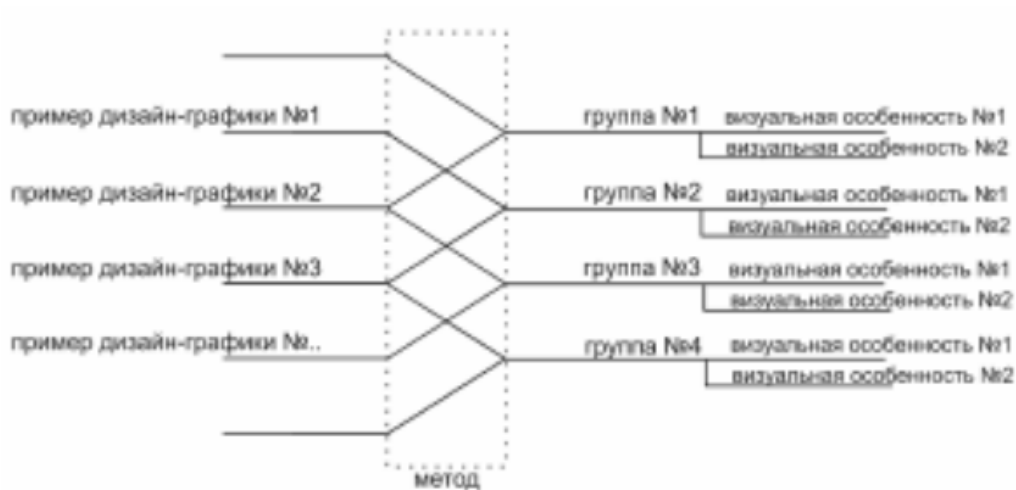 пример дизайн-графики №1
группа №1
визуальная особенность №1
визуальная особенность №2
пример дизайн-графики №2
группа №2
визуальная особенность №1
визуальная особенность №2
пример дизайн-графики №3
группа №3
визуальная особенность №1
визуальная особенность №2
пример дизайн-графики №..
группа №4
визуальная особенность №1
визуальная особенность №2
метод